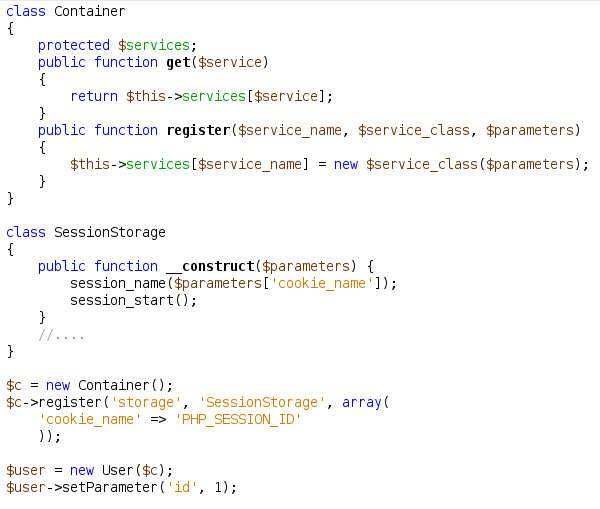 class Container
{
    protected $services;
    public function get($service)
    {
        return $this->services[$service];
    }
    public function register($service_name, $service_class, $parameters)
    {
        $this->services[$service_name] = new $service_class($parameters);
    }
}

class SessionStorage
{
    public function __construct($parameters) {
        session_name($parameters['cookie_name']);
        session_start();
    }
    //....
}

$c = new Container();
$c->register('storage', 'SessionStorage', array(
    'cookie_name' => 'PHP_SESSION_ID'
    ));

$user = new User($c);
$user->setParameter('id', 1);